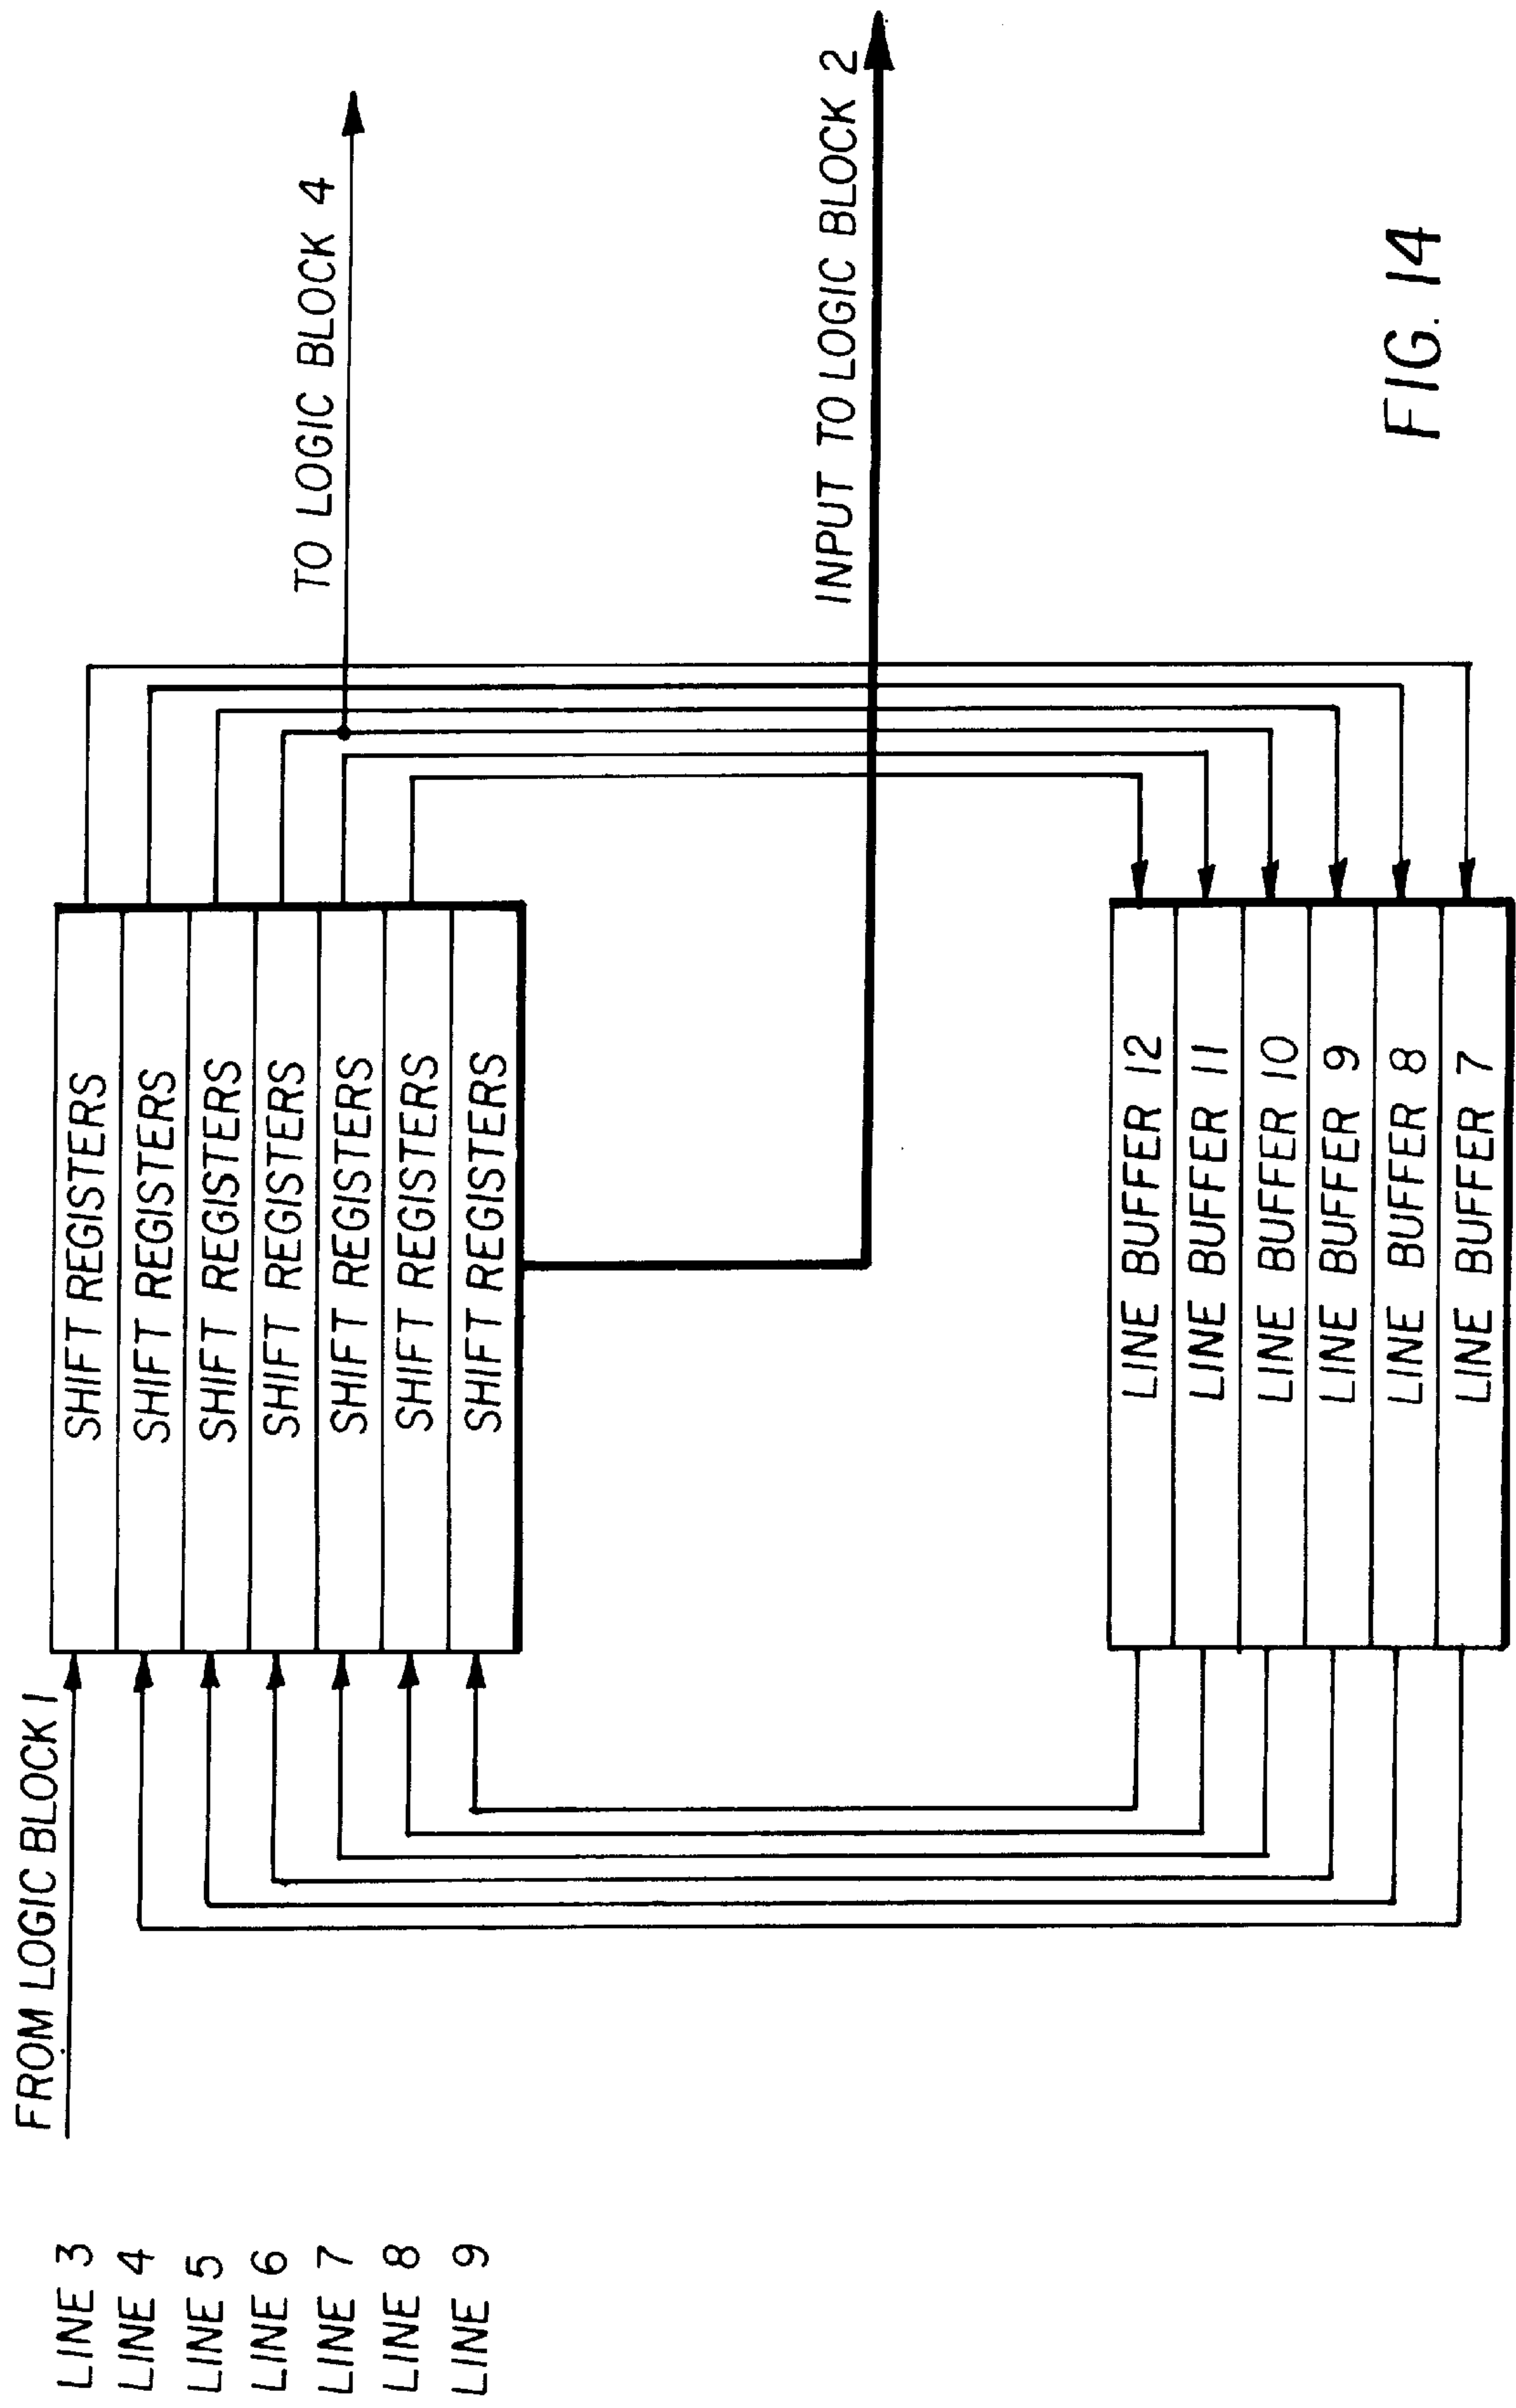 FROM LOGIC BLOCK 1
LINE 3
LINE 4
LINE 5
LINE 6
LINE 7
LINE 8
LINE 9
SHIFT REGISTERS
SHIFT REGISTERS
SHIFT REGISTERS
SHIFT REGISTERS
SHIFT REGISTERS
SHIFT REGISTERS
SHIFT REGISTERS
TO LOGIC BLOCK 4
INPUT TO LOGIC BLOCK 2
LINE BUFFER 12
LINE BUFFER 11
LINE BUFFER 10
LINE BUFFER 9
LINE BUFFER 8
LINE BUFFER 7
FIG. 14